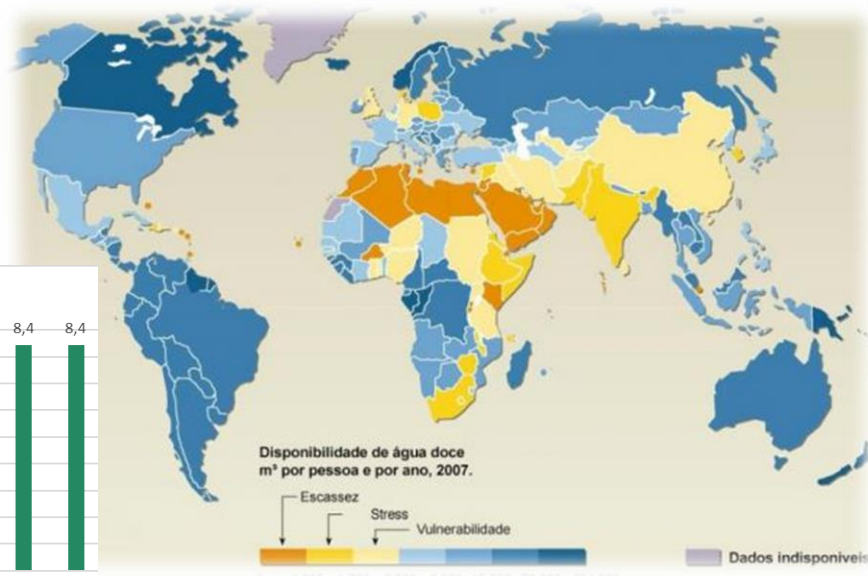 8,4 8,4
Disponibilidade de água doce
m³ por pessoa e por ano, 2007.
Escassez
Stress
Vulnerabilidade
Dados indisponíveis